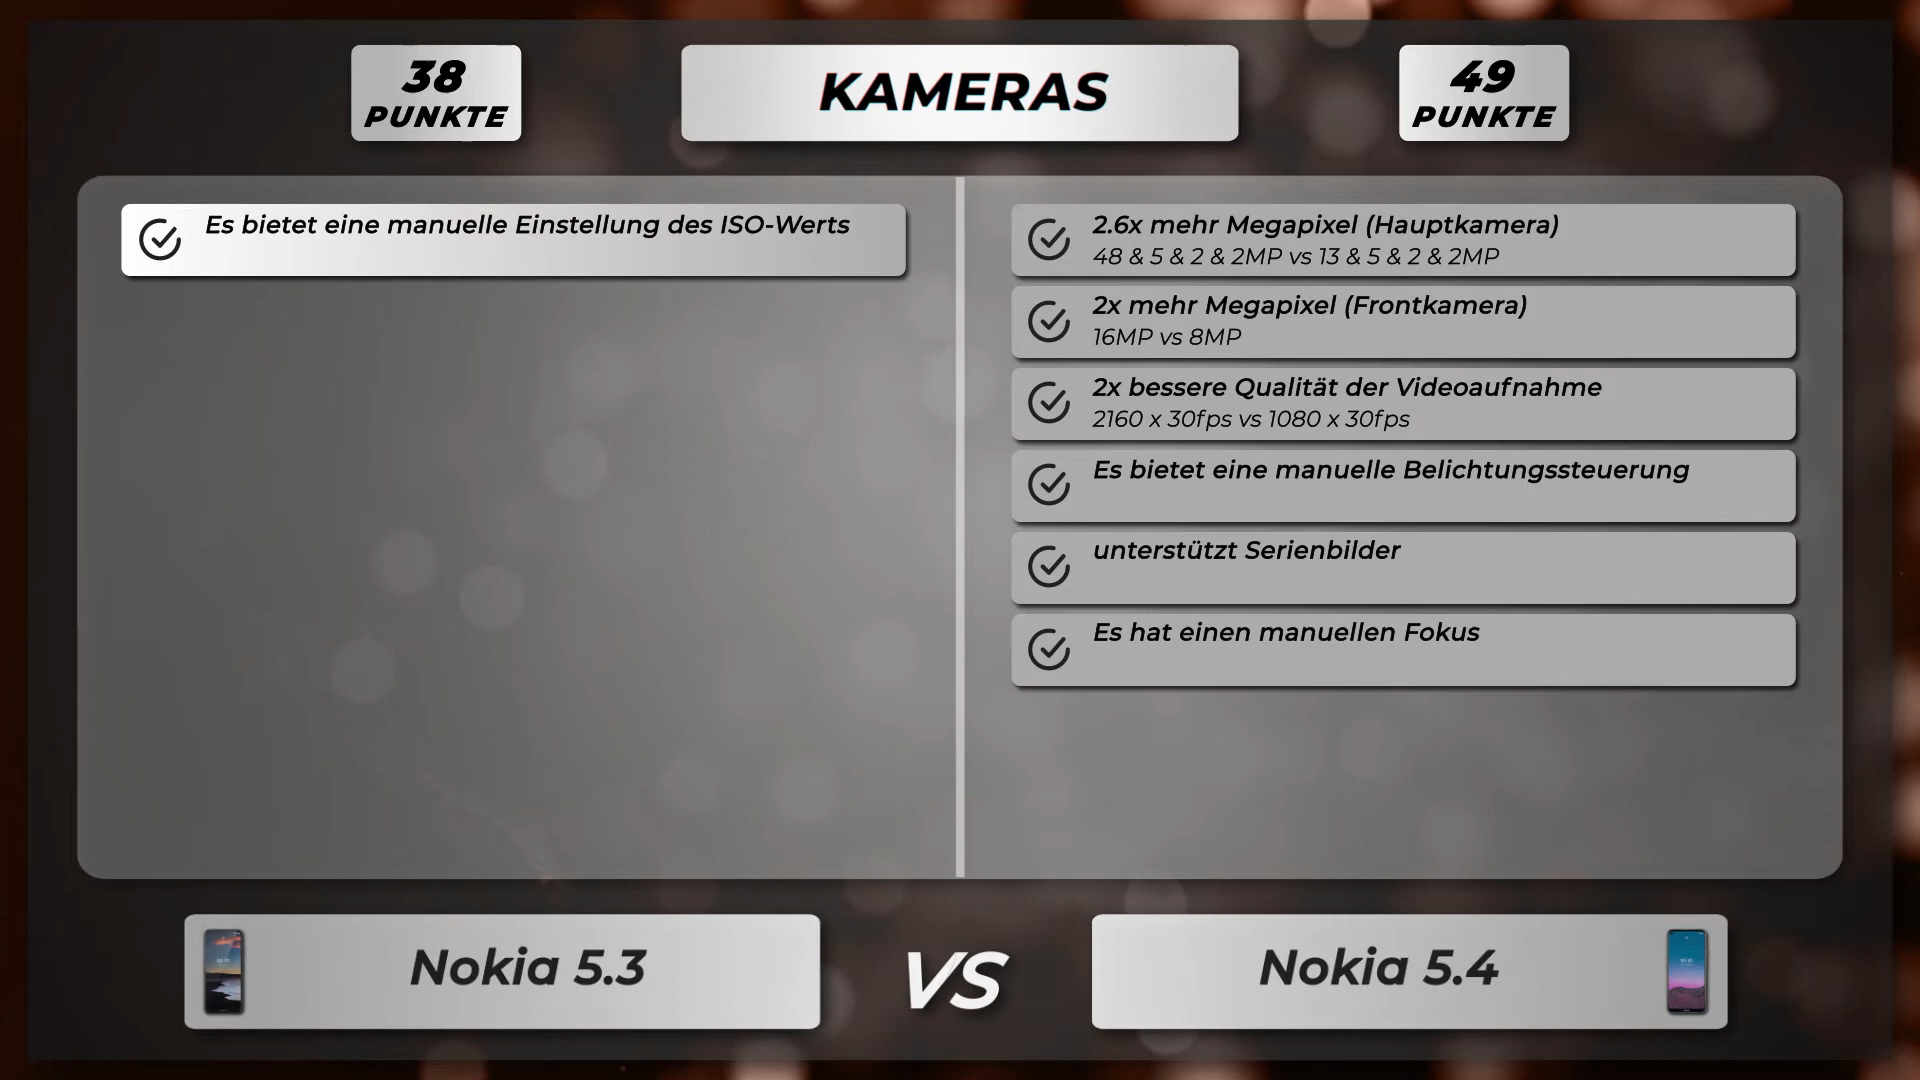 38
PUNKTE
KAMERAS
49
PUNKTE
Es bietet eine manuelle Einstellung des ISO-Werts
2.6x mehr Megapixel (Hauptkamera)
48 & 5 & 2 & 2MP vs 13 & 5 & 2 & 2MP
2x mehr Megapixel (Frontkamera)
16MP vs 8MP
2x bessere Qualität der Videoaufnahme
2160 x 30fps vs 1080 x 30fps
Es bietet eine manuelle Belichtungssteuerung
unterstützt Serienbilder
Es hat einen manuellen Fokus
Nokia 5.3
VS
Nokia 5.4